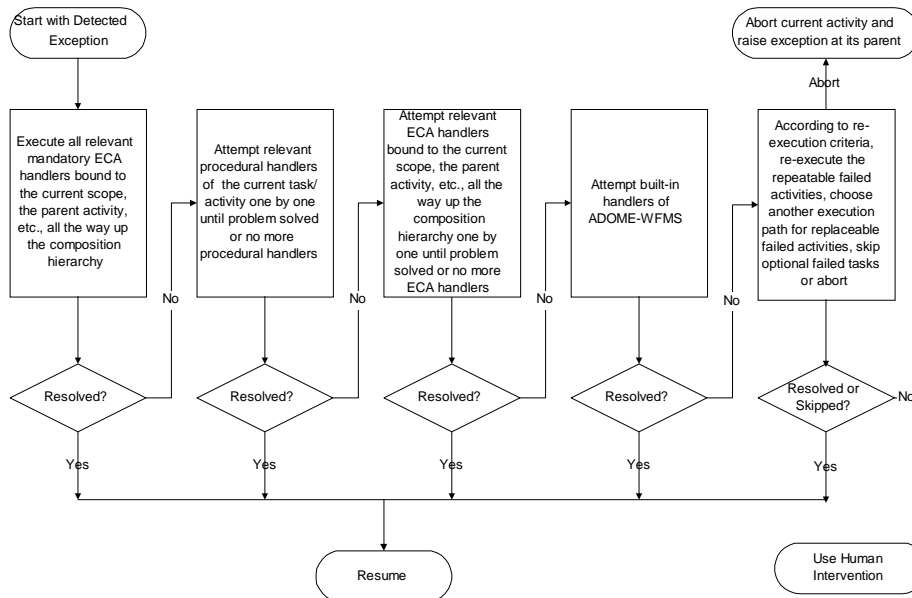 Start with Detected
Exception
Abort current activity and
raise exception at its parent
Abort
Execute all relevant
mandatory ECA
handlers bound to
the current scope,
the parent activity,
etc., all the way up
the composition
hierarchy
Attempt relevant
procedural handlers
of the current task/
activity one by one
until problem solved
or no more
procedural handlers
Attempt relevant
ECA handlers
bound to the current
scope, the parent
activity, etc., all the
way up the
composition
hierarchy one by
one until problem
solved or no more
ECA handlers
Attempt built-in
handlers of
ADOME-WFMS
According to re-
execution criteria,
re-execute the
repeatable failed
activities, choose
another execution
path for replaceable
failed activities, skip
optional failed tasks
or abort
No
No
No
No
Resolved?
Resolved?
Resolved?
Resolved?
Resolved or
Skipped?
No
Yes
Yes
Yes
Yes
Yes
Resume
Use Human
Intervention